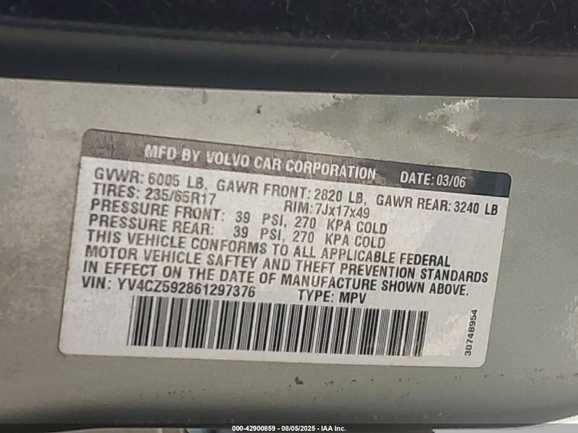 MFD BY VOLVO CAR CORPORATION DATE: 03/06
GVWR: 6005 LB, GAWR FRONT: 2820 LB, GAWR REAR: 3240 LB
TIRES: 235/65R17 RIM: 7Jx17x49
PRESSURE FRONT: 39 PSI, 270 KPA COLD
PRESSURE REAR: 39 PSI, 270 KPA COLD
THIS VEHICLE CONFORMS TO ALL APPLICABLE FEDERAL
MOTOR VEHICLE SAFTEY AND THEFT PREVENTION STANDARDS
IN EFFECT ON THE DATE OF MANUFACTURE SHOWN ABOVE.
VIN: YV4CZ592861297376 TYPE: MPV
30748954
000-42900859 - 08/05/2025 - IAA Inc.